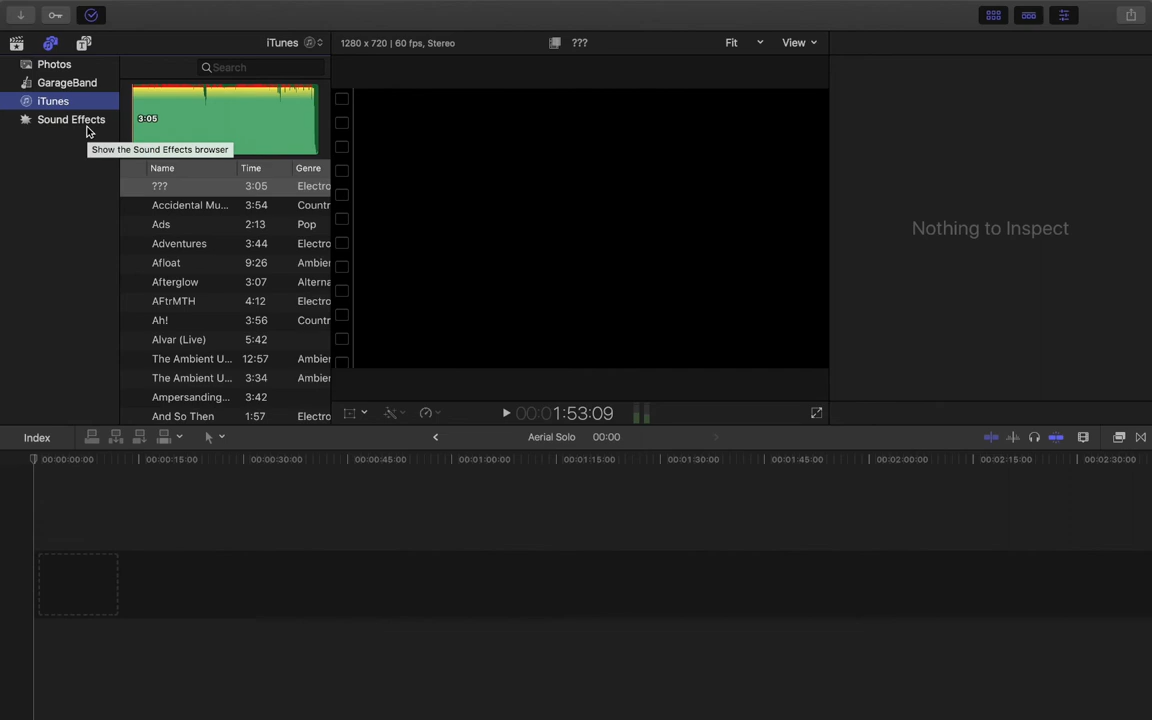 iTunes
1280 x 720 | 60 fps, Stereo
???
Fit
View
Photos
GarageBand
iTunes
Sound Effects
Search
3:05
Show the Sound Effects browser
Name Time Genre
??? 3:05 Electro
Accidental Mu... 3:54 Countr
Ads 2:13 Pop
Adventures 3:44 Electro
Afloat 9:26 Ambier
Afterglow 3:07 Alterna
AFtrMTH 4:12 Electro
Ah! 3:56 Countr
Alvar (Live) 5:42
The Ambient U... 12:57 Ambier
The Ambient U... 3:34 Ambier
Ampersanding... 3:42
And So Then 1:57 Electro
Nothing to Inspect
00:01:53:09
Index
Aerial Solo 00:00
00:00:00:00 00:00:15:00 00:00:30:00 00:00:45:00 00:01:00:00 00:01:15:00 00:01:30:00 00:01:45:00 00:02:00:00 00:02:15:00 00:02:30:00